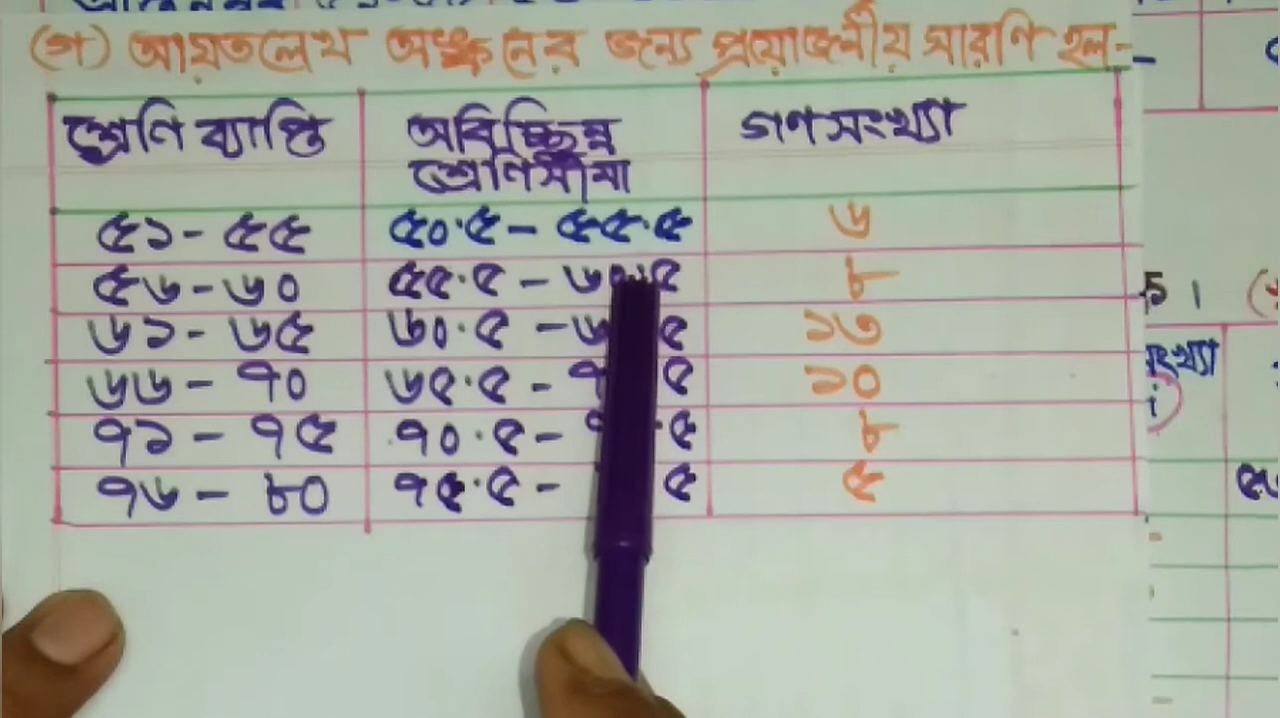 (গ) আয়তলেখ অঙ্কনের জন্য প্রয়োজনীয় সারণি হল:-
শ্রেণি ব্যাপ্তি অবিচ্ছিন্ন শ্রেণিসীমা গণসংখ্যা
৫১- ৫৫ ৫০.৫- ৫৫.৫ ৬
৫৬-৬০ ৫৫.৫ - ৬০.৫ ৮
৬১- ৬৫ ৬০.৫ - ১৩
৬৬ - ৭০ ৬৫.৫ - ১০
৭১ - ৭৫ ৭০.৫- ৮
৭৬ - ৮০ ৭৫.৫ - ৫